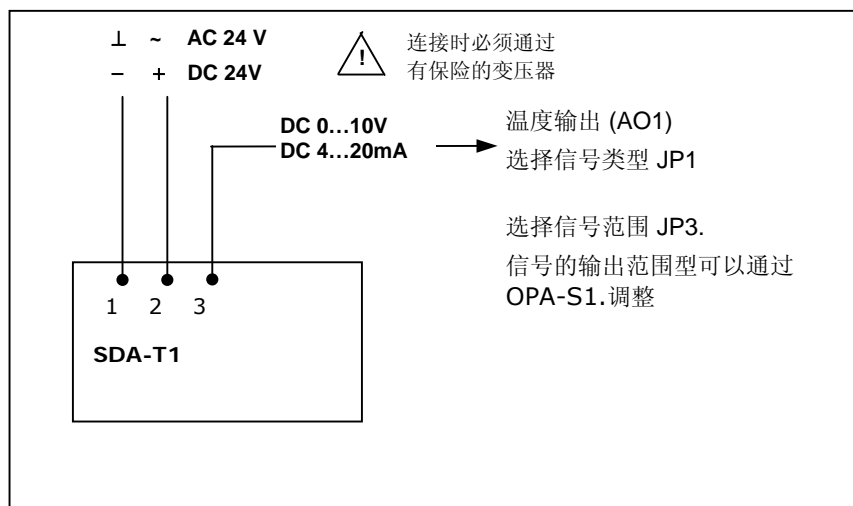 ⊥ ~ AC 24 V
− + DC 24V
!
连接时必须通过
有保险的变压器
DC 0…10V
DC 4…20mA
温度输出 (AO1)
选择信号类型 JP1
选择信号范围 JP3.
信号的输出范围型可以通过
OPA-S1.调整
1 2 3
SDA-T1